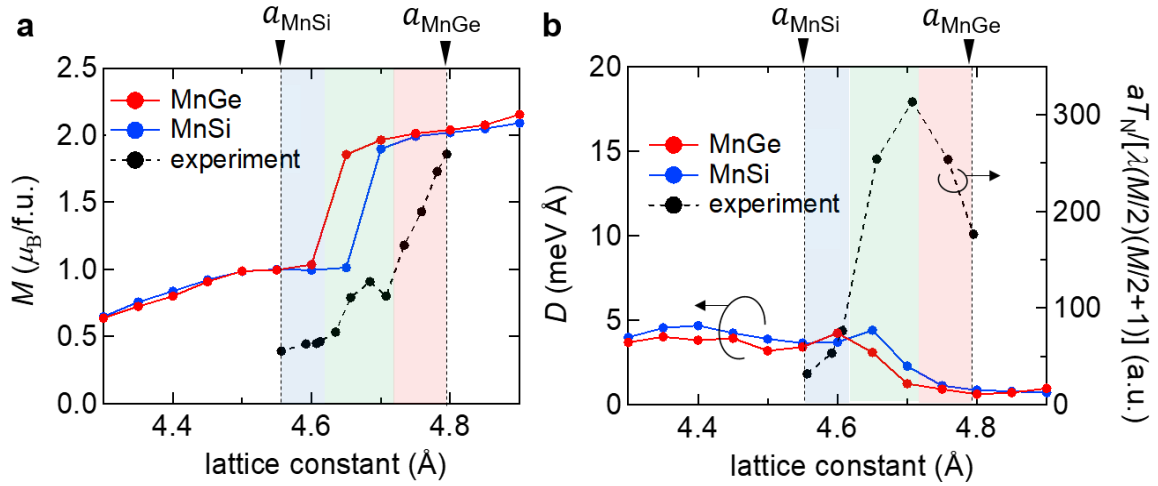 a
a_MnSi
a_MnGe
2.5
2.0
1.5
1.0
0.5
0.0
M (μ_B/f.u.)
MnGe
MnSi
experiment
4.4
4.6
4.8
lattice constant (Å)
b
a_MnSi
a_MnGe
20
15
10
5
0
D (meV Å)
MnGe
MnSi
experiment
300
200
100
0
aT_N/[λ(M/2)(M/2+1)] (a.u.)
4.4
4.6
4.8
lattice constant (Å)